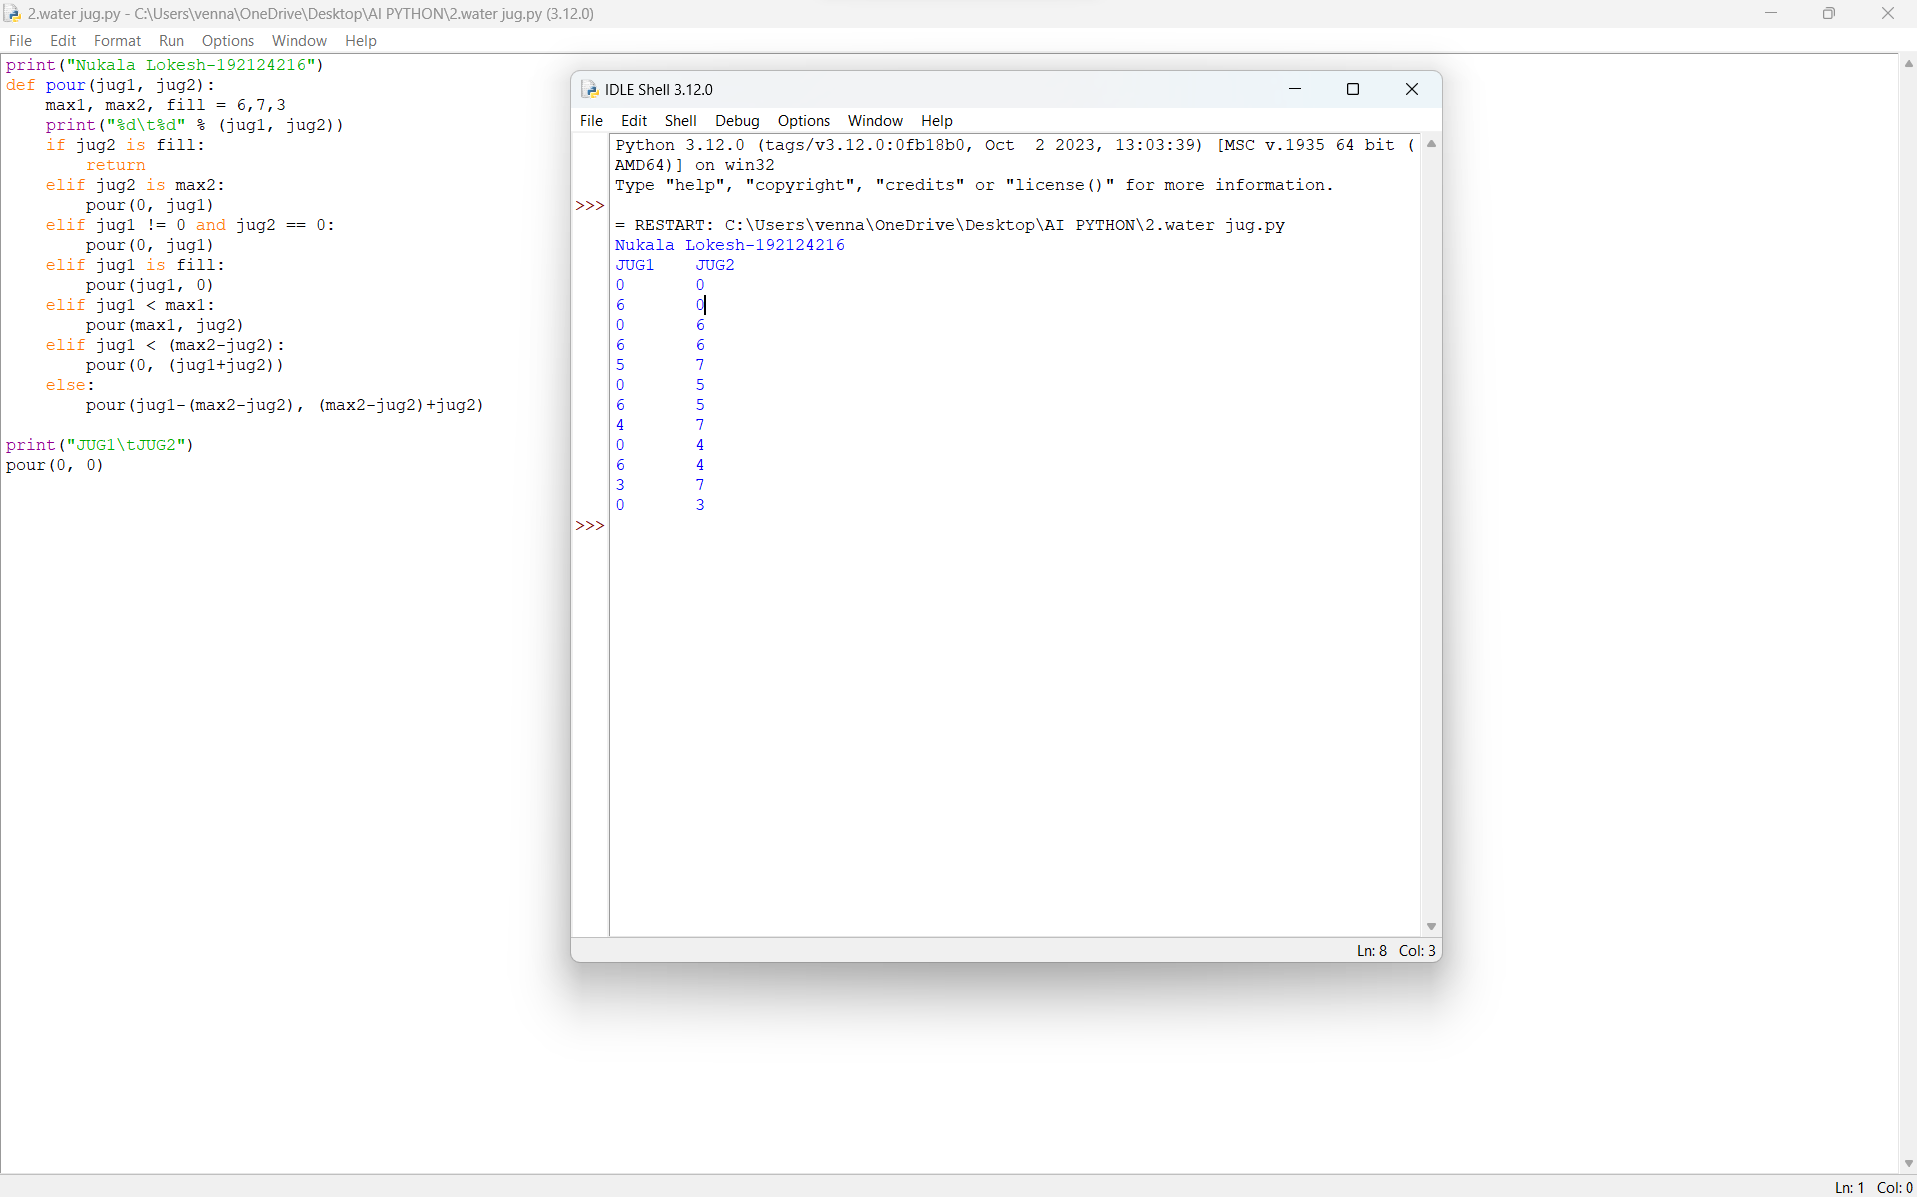 2.water jug.py - C:\Users\venna\OneDrive\Desktop\AI PYTHON\2.water jug.py (3.12.0)
File Edit Format Run Options Window Help
print("Nukala Lokesh-192124216")
def pour(jug1, jug2):
    max1, max2, fill = 6,7,3
    print("%d\t%d" % (jug1, jug2))
    if jug2 is fill:
        return
    elif jug2 is max2:
        pour(0, jug1)
    elif jug1 != 0 and jug2 == 0:
        pour(0, jug1)
    elif jug1 is fill:
        pour(jug1, 0)
    elif jug1 < max1:
        pour(max1, jug2)
    elif jug1 < (max2-jug2):
        pour(0, (jug1+jug2))
    else:
        pour(jug1-(max2-jug2), (max2-jug2)+jug2)
print("JUG1\tJUG2")
pour(0, 0)
IDLE Shell 3.12.0
File Edit Shell Debug Options Window Help
Python 3.12.0 (tags/v3.12.0:0fb18b0, Oct  2 2023, 13:03:39) [MSC v.1935 64 bit (
AMD64)] on win32
Type "help", "copyright", "credits" or "license()" for more information.
>>>
= RESTART: C:\Users\venna\OneDrive\Desktop\AI PYTHON\2.water jug.py
Nukala Lokesh-192124216
JUG1 JUG2
0 0
6 0
0 6
6 6
5 7
0 5
6 5
4 7
0 4
6 4
3 7
0 3
>>>
Ln: 8 Col: 3
Ln: 1 Col: 0